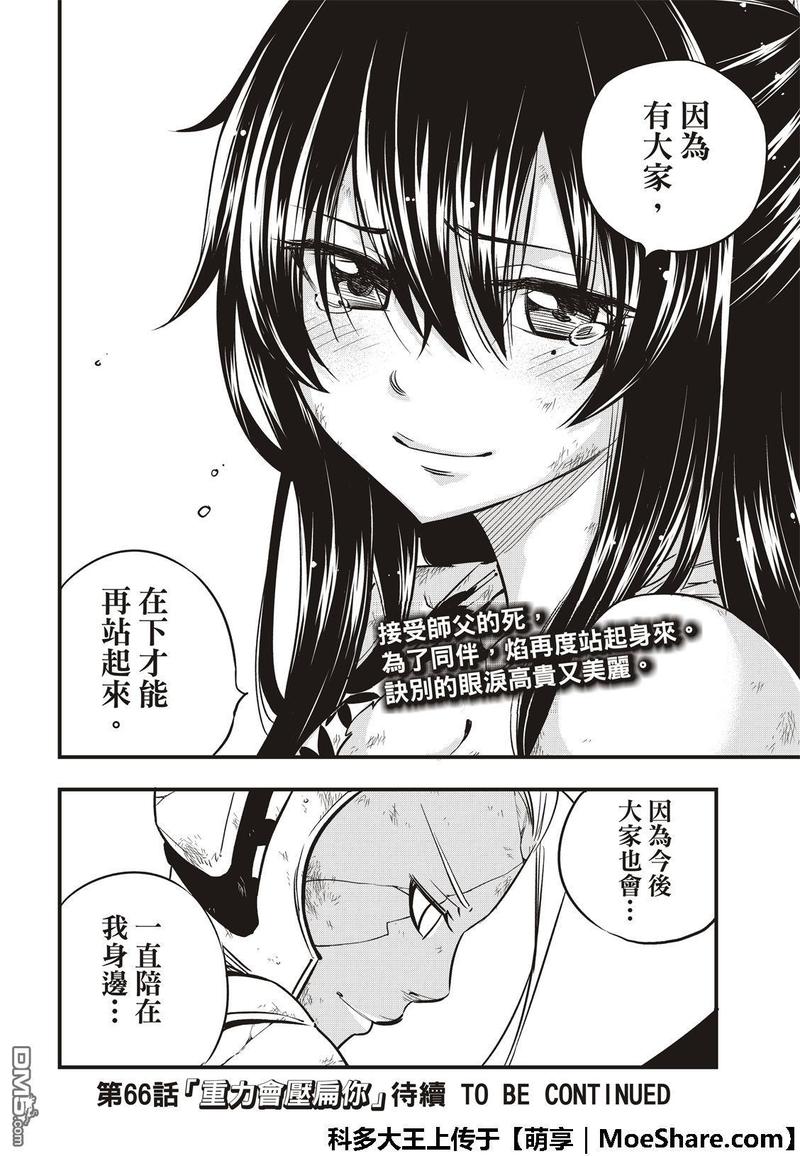 因為
有大家，
在下才能
再站起來。
接受師父的死，
為了同伴，焰再度站起身來。
訣別的眼淚高貴又美麗。
因為今後
大家也會…
一直陪在
我身邊…
第66話「重力會壓扁你」待續 TO BE CONTINUED
DM5.com
科多大王上传于【萌享｜MoeShare.com】